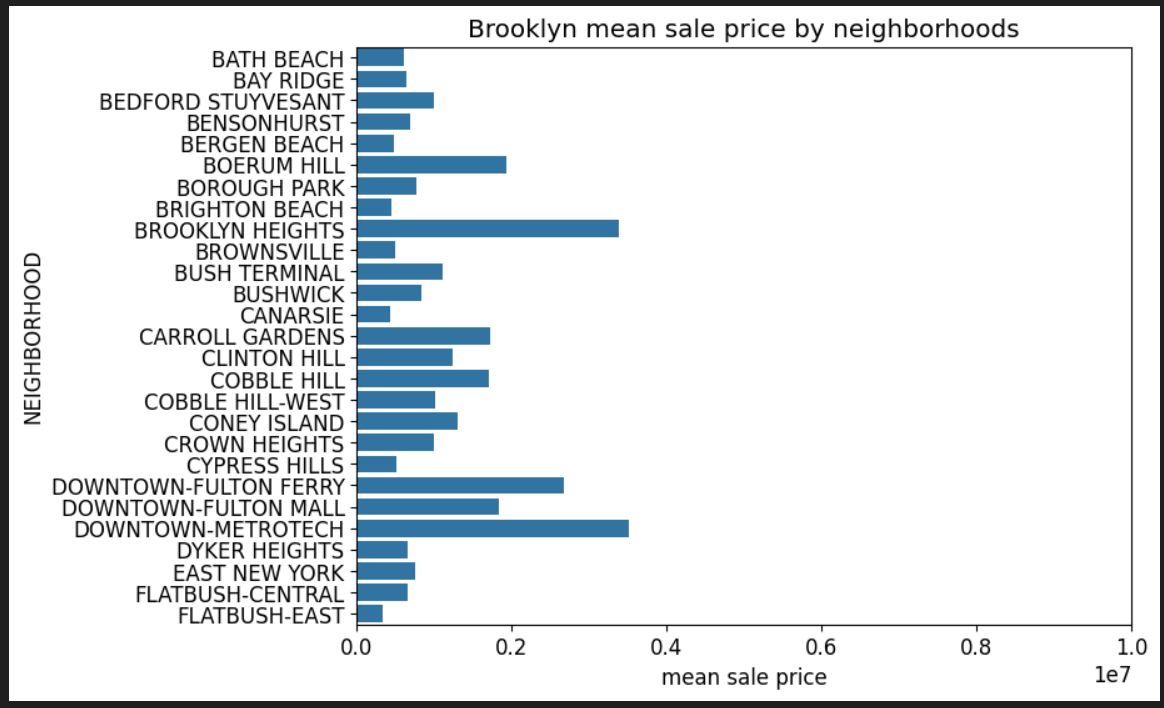 Brooklyn mean sale price by neighborhoods
NEIGHBORHOOD
BATH BEACH
BAY RIDGE
BEDFORD STUYVESANT
BENSONHURST
BERGEN BEACH
BOERUM HILL
BOROUGH PARK
BRIGHTON BEACH
BROOKLYN HEIGHTS
BROWNSVILLE
BUSH TERMINAL
BUSHWICK
CANARSIE
CARROLL GARDENS
CLINTON HILL
COBBLE HILL
COBBLE HILL-WEST
CONEY ISLAND
CROWN HEIGHTS
CYPRESS HILLS
DOWNTOWN-FULTON FERRY
DOWNTOWN-FULTON MALL
DOWNTOWN-METROTECH
DYKER HEIGHTS
EAST NEW YORK
FLATBUSH-CENTRAL
FLATBUSH-EAST
0.0 0.2 0.4 0.6 0.8 1.0
1e7
mean sale price